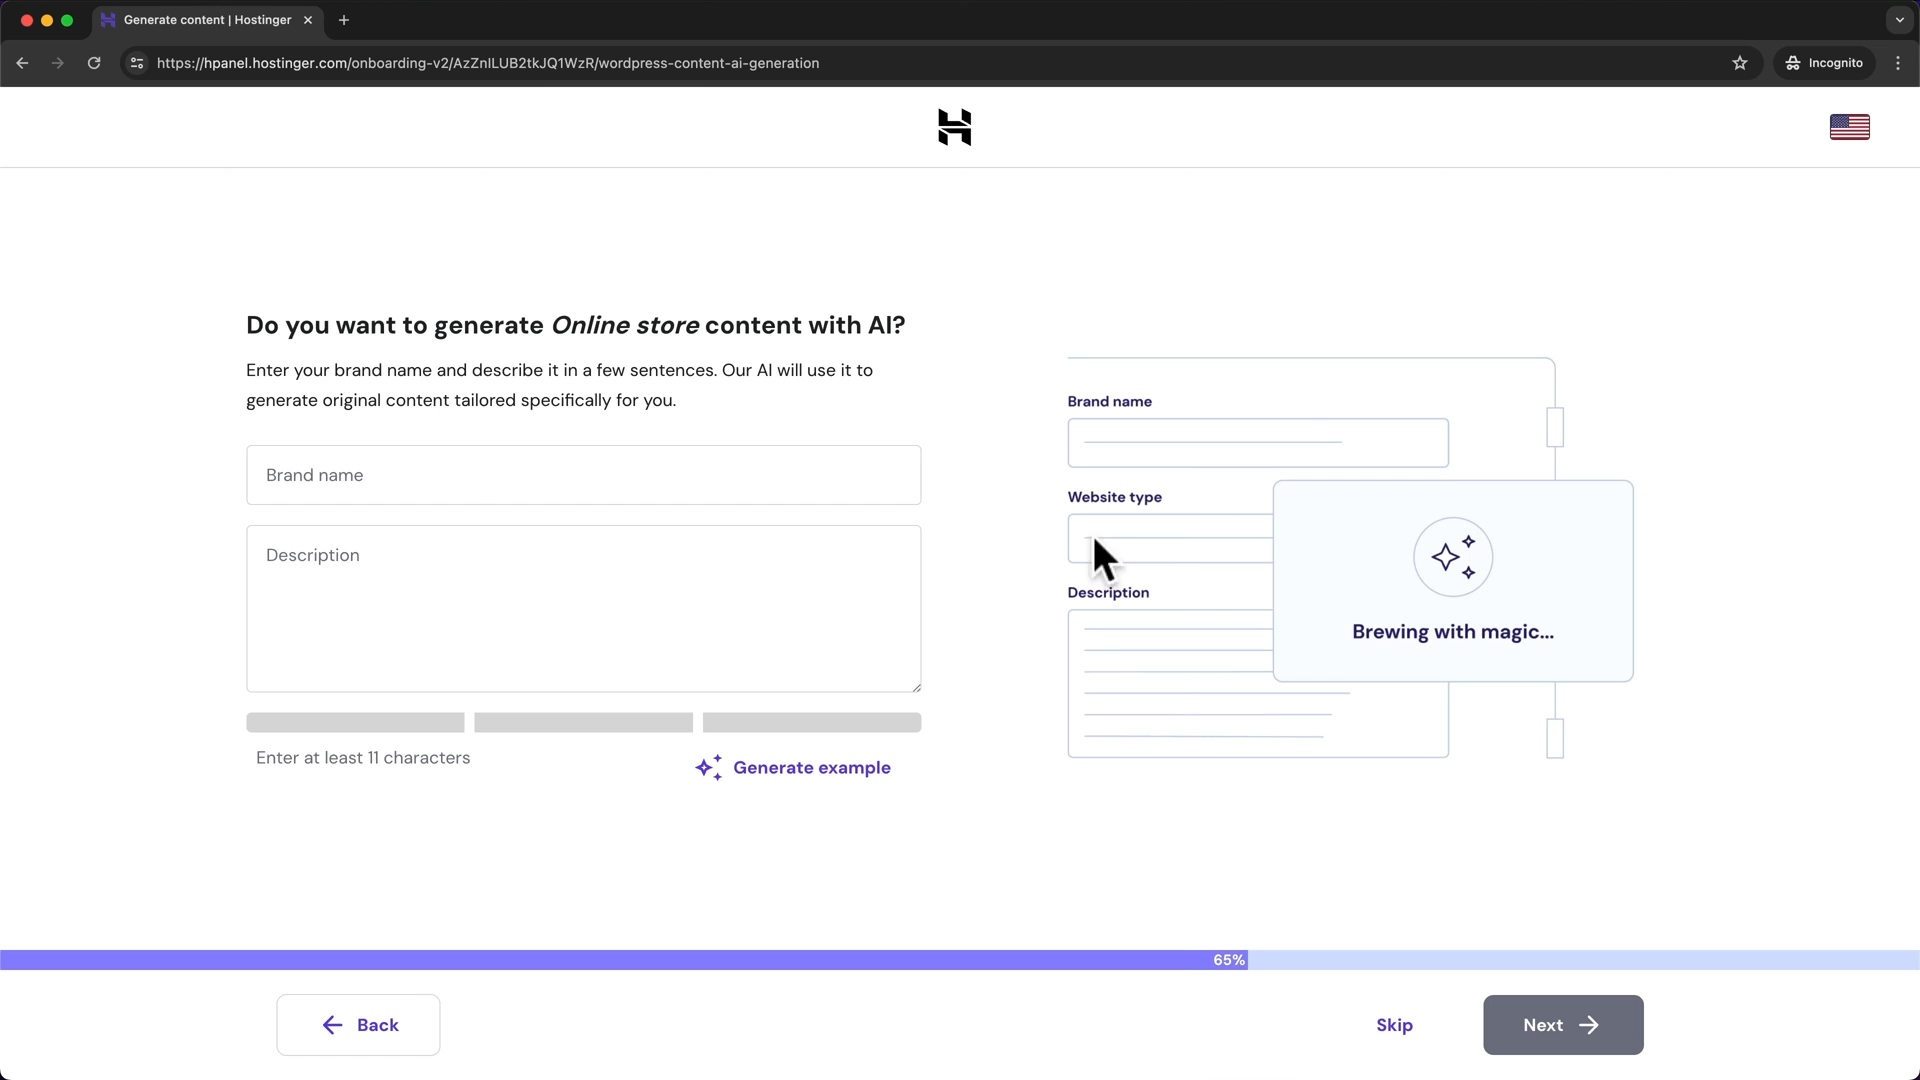 Generate content | Hostinger
https://hpanel.hostinger.com/onboarding-v2/AzZnILUB2tkJQ1WzR/wordpress-content-ai-generation
Incognito
Do you want to generate Online store content with AI?
Enter your brand name and describe it in a few sentences. Our AI will use it to
generate original content tailored specifically for you.
Brand name
Description
Enter at least 11 characters
Generate example
Brand name
Website type
Description
Brewing with magic...
65%
Back
Skip
Next